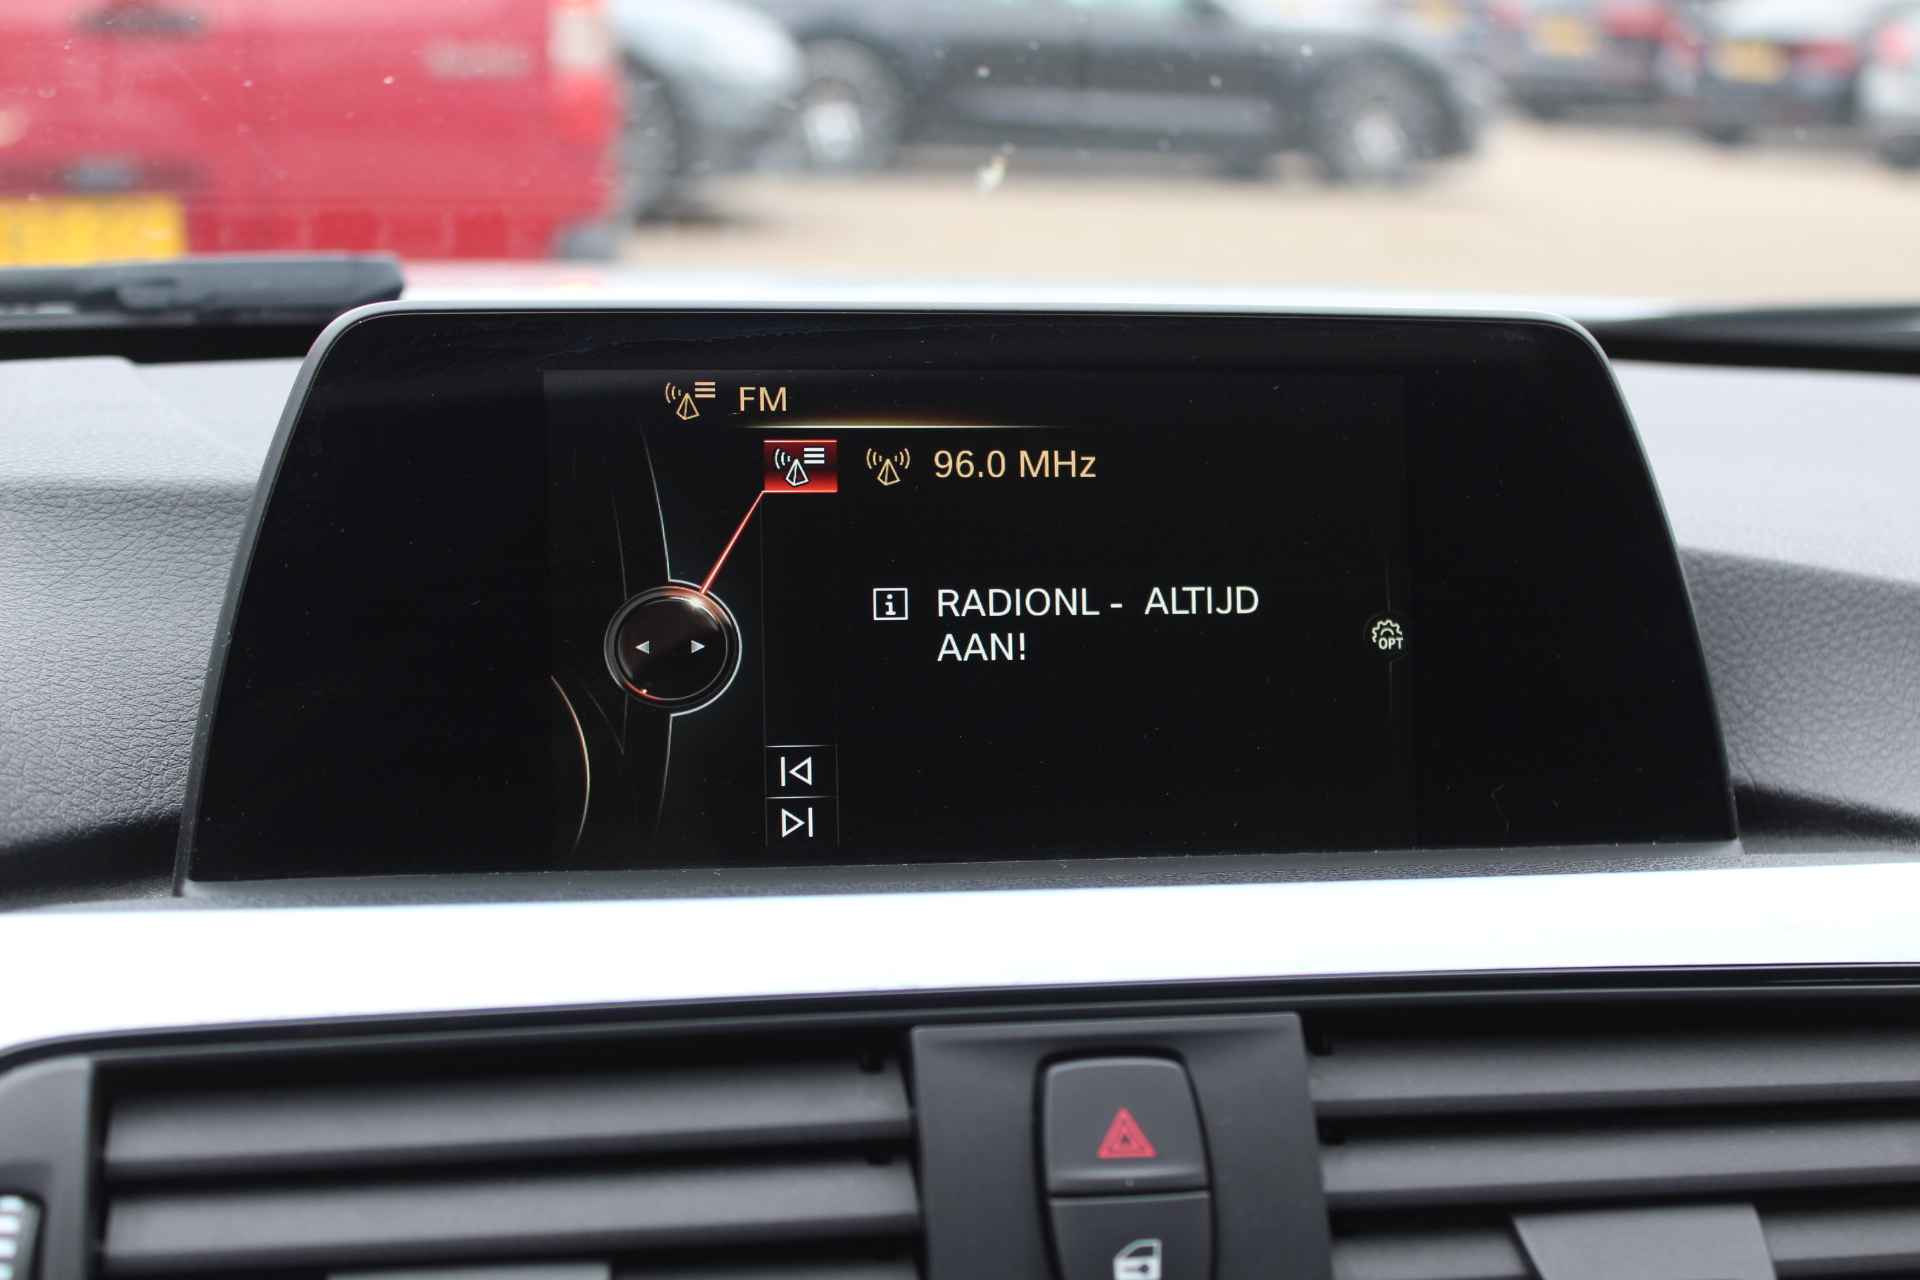 FM
96.0 MHz
RADIONL - ALTIJD
AAN!
OPT